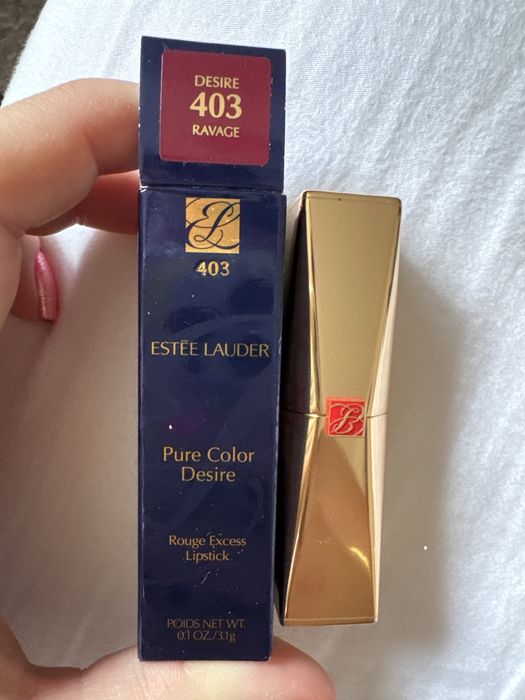 DESIRE
403
RAVAGE
403
ESTĒE LAUDER
Pure Color
Desire
Rouge Excess
Lipstick
POIDS NET WT.
0.1 OZ./3.1g